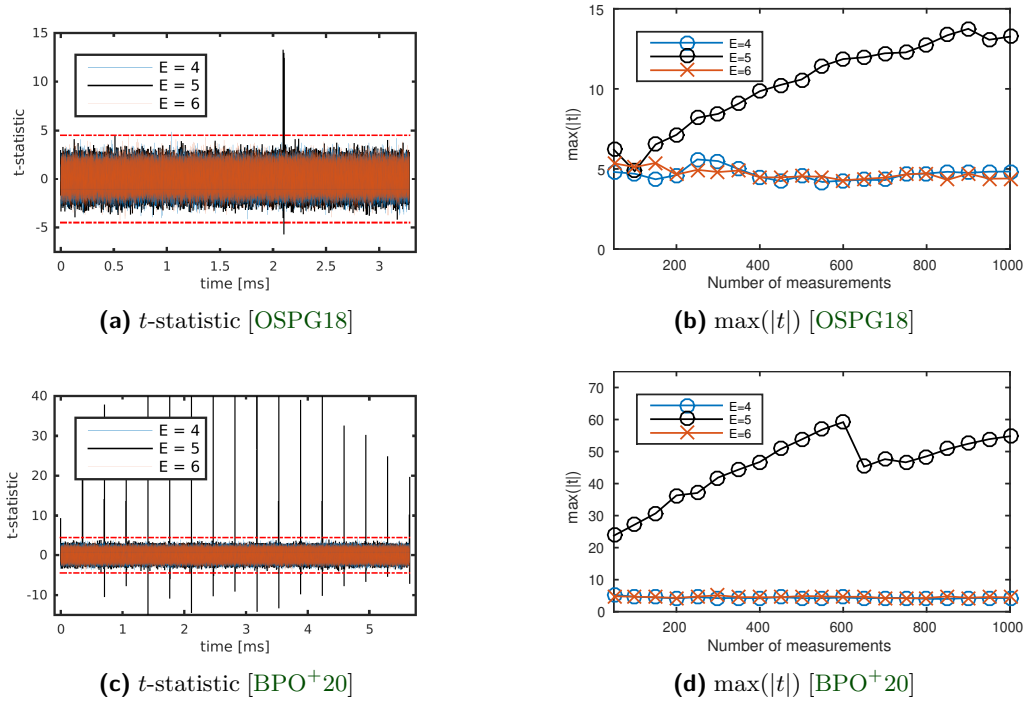 15
10
5
0
-5
t-statistic
E = 4
E = 5
E = 6
0 0.5 1 1.5 2 2.5 3
time [ms]
(a) t-statistic [OSPG18]
15
10
5
0
max(|t|)
E=4
E=5
E=6
200 400 600 800 1000
Number of measurements
(b) max(|t|) [OSPG18]
40
30
20
10
0
-10
t-statistic
E = 4
E = 5
E = 6
0 1 2 3 4 5
time [ms]
(c) t-statistic [BPO+20]
70
60
50
40
30
20
10
0
max(|t|)
E=4
E=5
E=6
200 400 600 800 1000
Number of measurements
(d) max(|t|) [BPO+20]